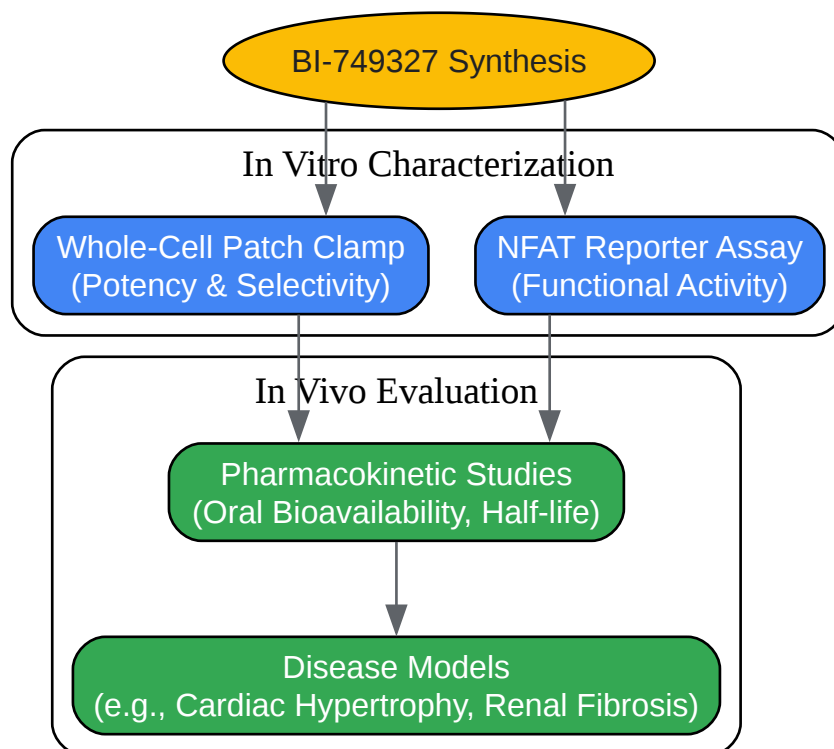 BI-749327 Synthesis
In Vitro Characterization
Whole-Cell Patch Clamp
(Potency & Selectivity)
NFAT Reporter Assay
(Functional Activity)
In Vivo Evaluation
Pharmacokinetic Studies
(Oral Bioavailability, Half-life)
Disease Models
(e.g., Cardiac Hypertrophy, Renal Fibrosis)